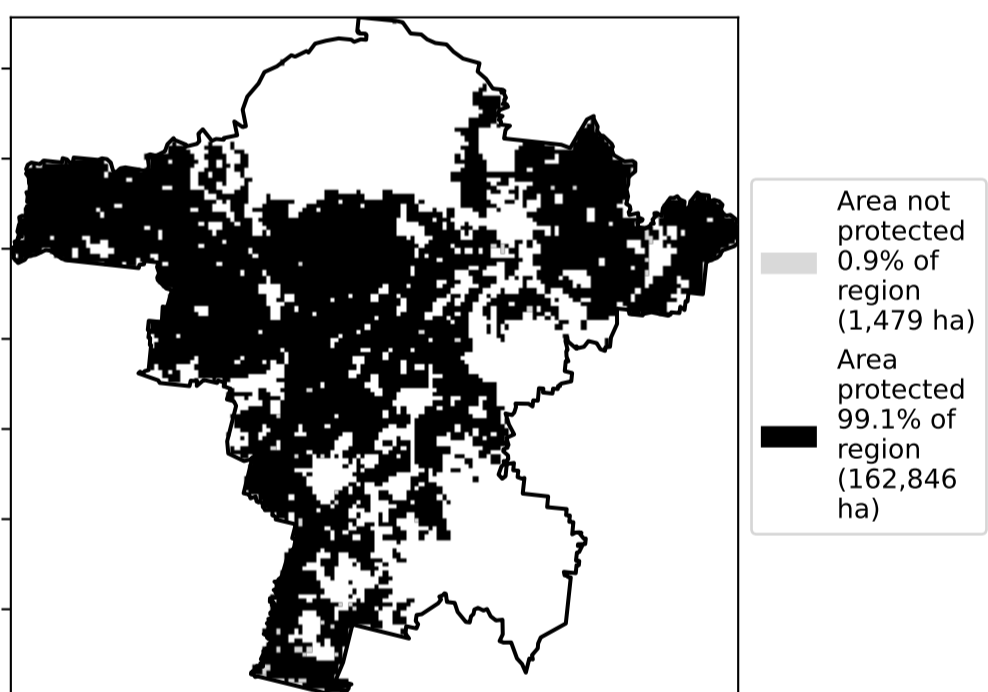 Area not
protected
0.9% of
region
(1,479 ha)
Area
protected
99.1% of
region
(162,846
ha)